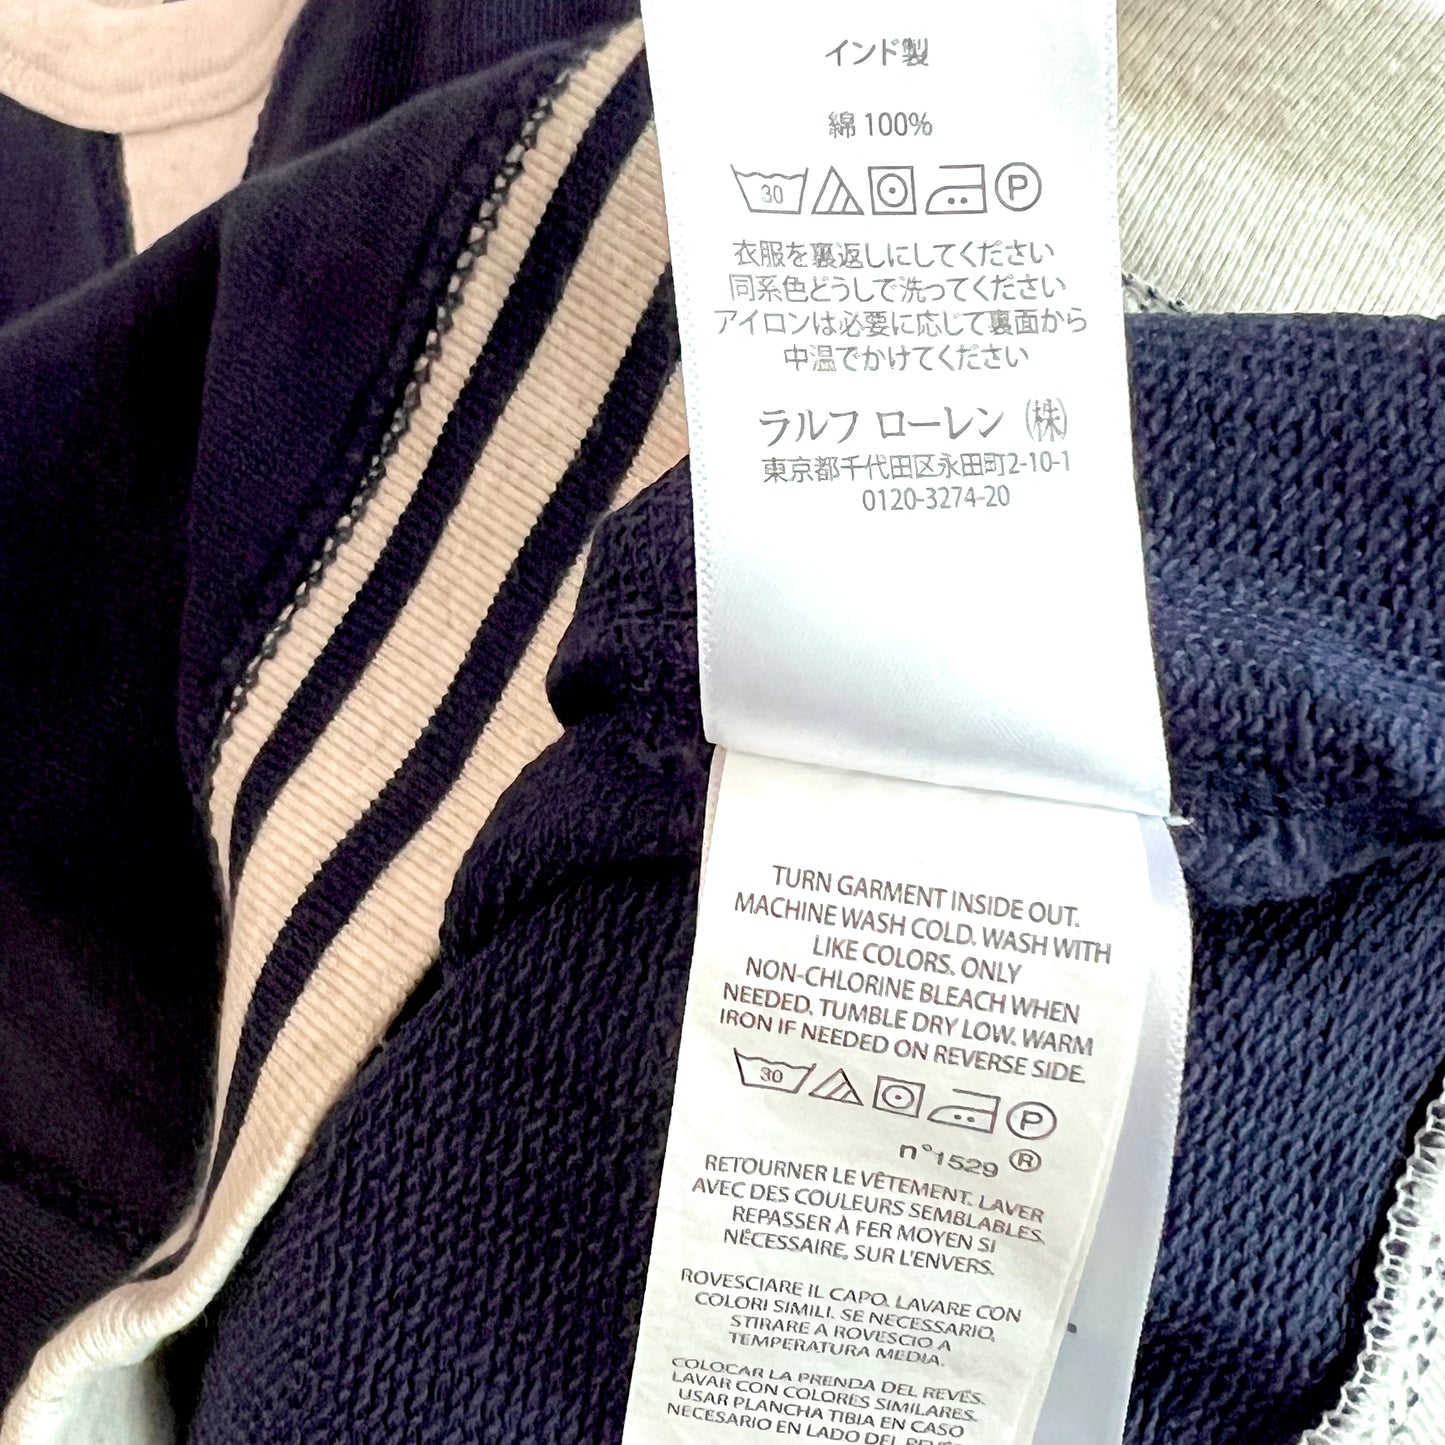 インド製
綿 100%
30 P
衣服を裏返しにしてください
同系色どうしで洗ってください
アイロンは必要に応じて裏面から
中温でかけてください
ラルフ ローレン ㈱
東京都千代田区永田町2-10-1
0120-3274-20
TURN GARMENT INSIDE OUT.
MACHINE WASH COLD. WASH WITH
LIKE COLORS. ONLY
NON-CHLORINE BLEACH WHEN
NEEDED. TUMBLE DRY LOW. WARM
IRON IF NEEDED ON REVERSE SIDE.
30 P
n°1529 ®
RETOURNER LE VÊTEMENT. LAVER
AVEC DES COULEURS SEMBLABLES.
REPASSER À FER MOYEN SI
NÉCESSAIRE, SUR L'ENVERS.
ROVESCIARE IL CAPO. LAVARE CON
COLORI SIMILI. SE NECESSARIO,
STIRARE A ROVESCIO A
TEMPERATURA MEDIA.
COLOCAR LA PRENDA DEL REVÉS.
LAVAR CON COLORES SIMILARES.
USAR PLANCHA TIBIA EN CASO
NECESARIO EN LADO DEL REVÉS